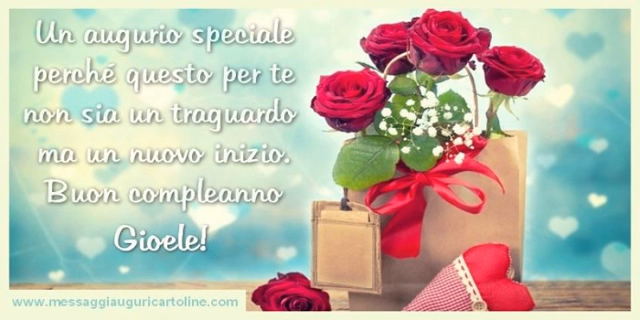 Un augurio speciale
perché questo per te
non sia un traguardo
ma un nuovo inizio.
Buon compleanno
Gioele!
www.messaggiauguricartoline.com